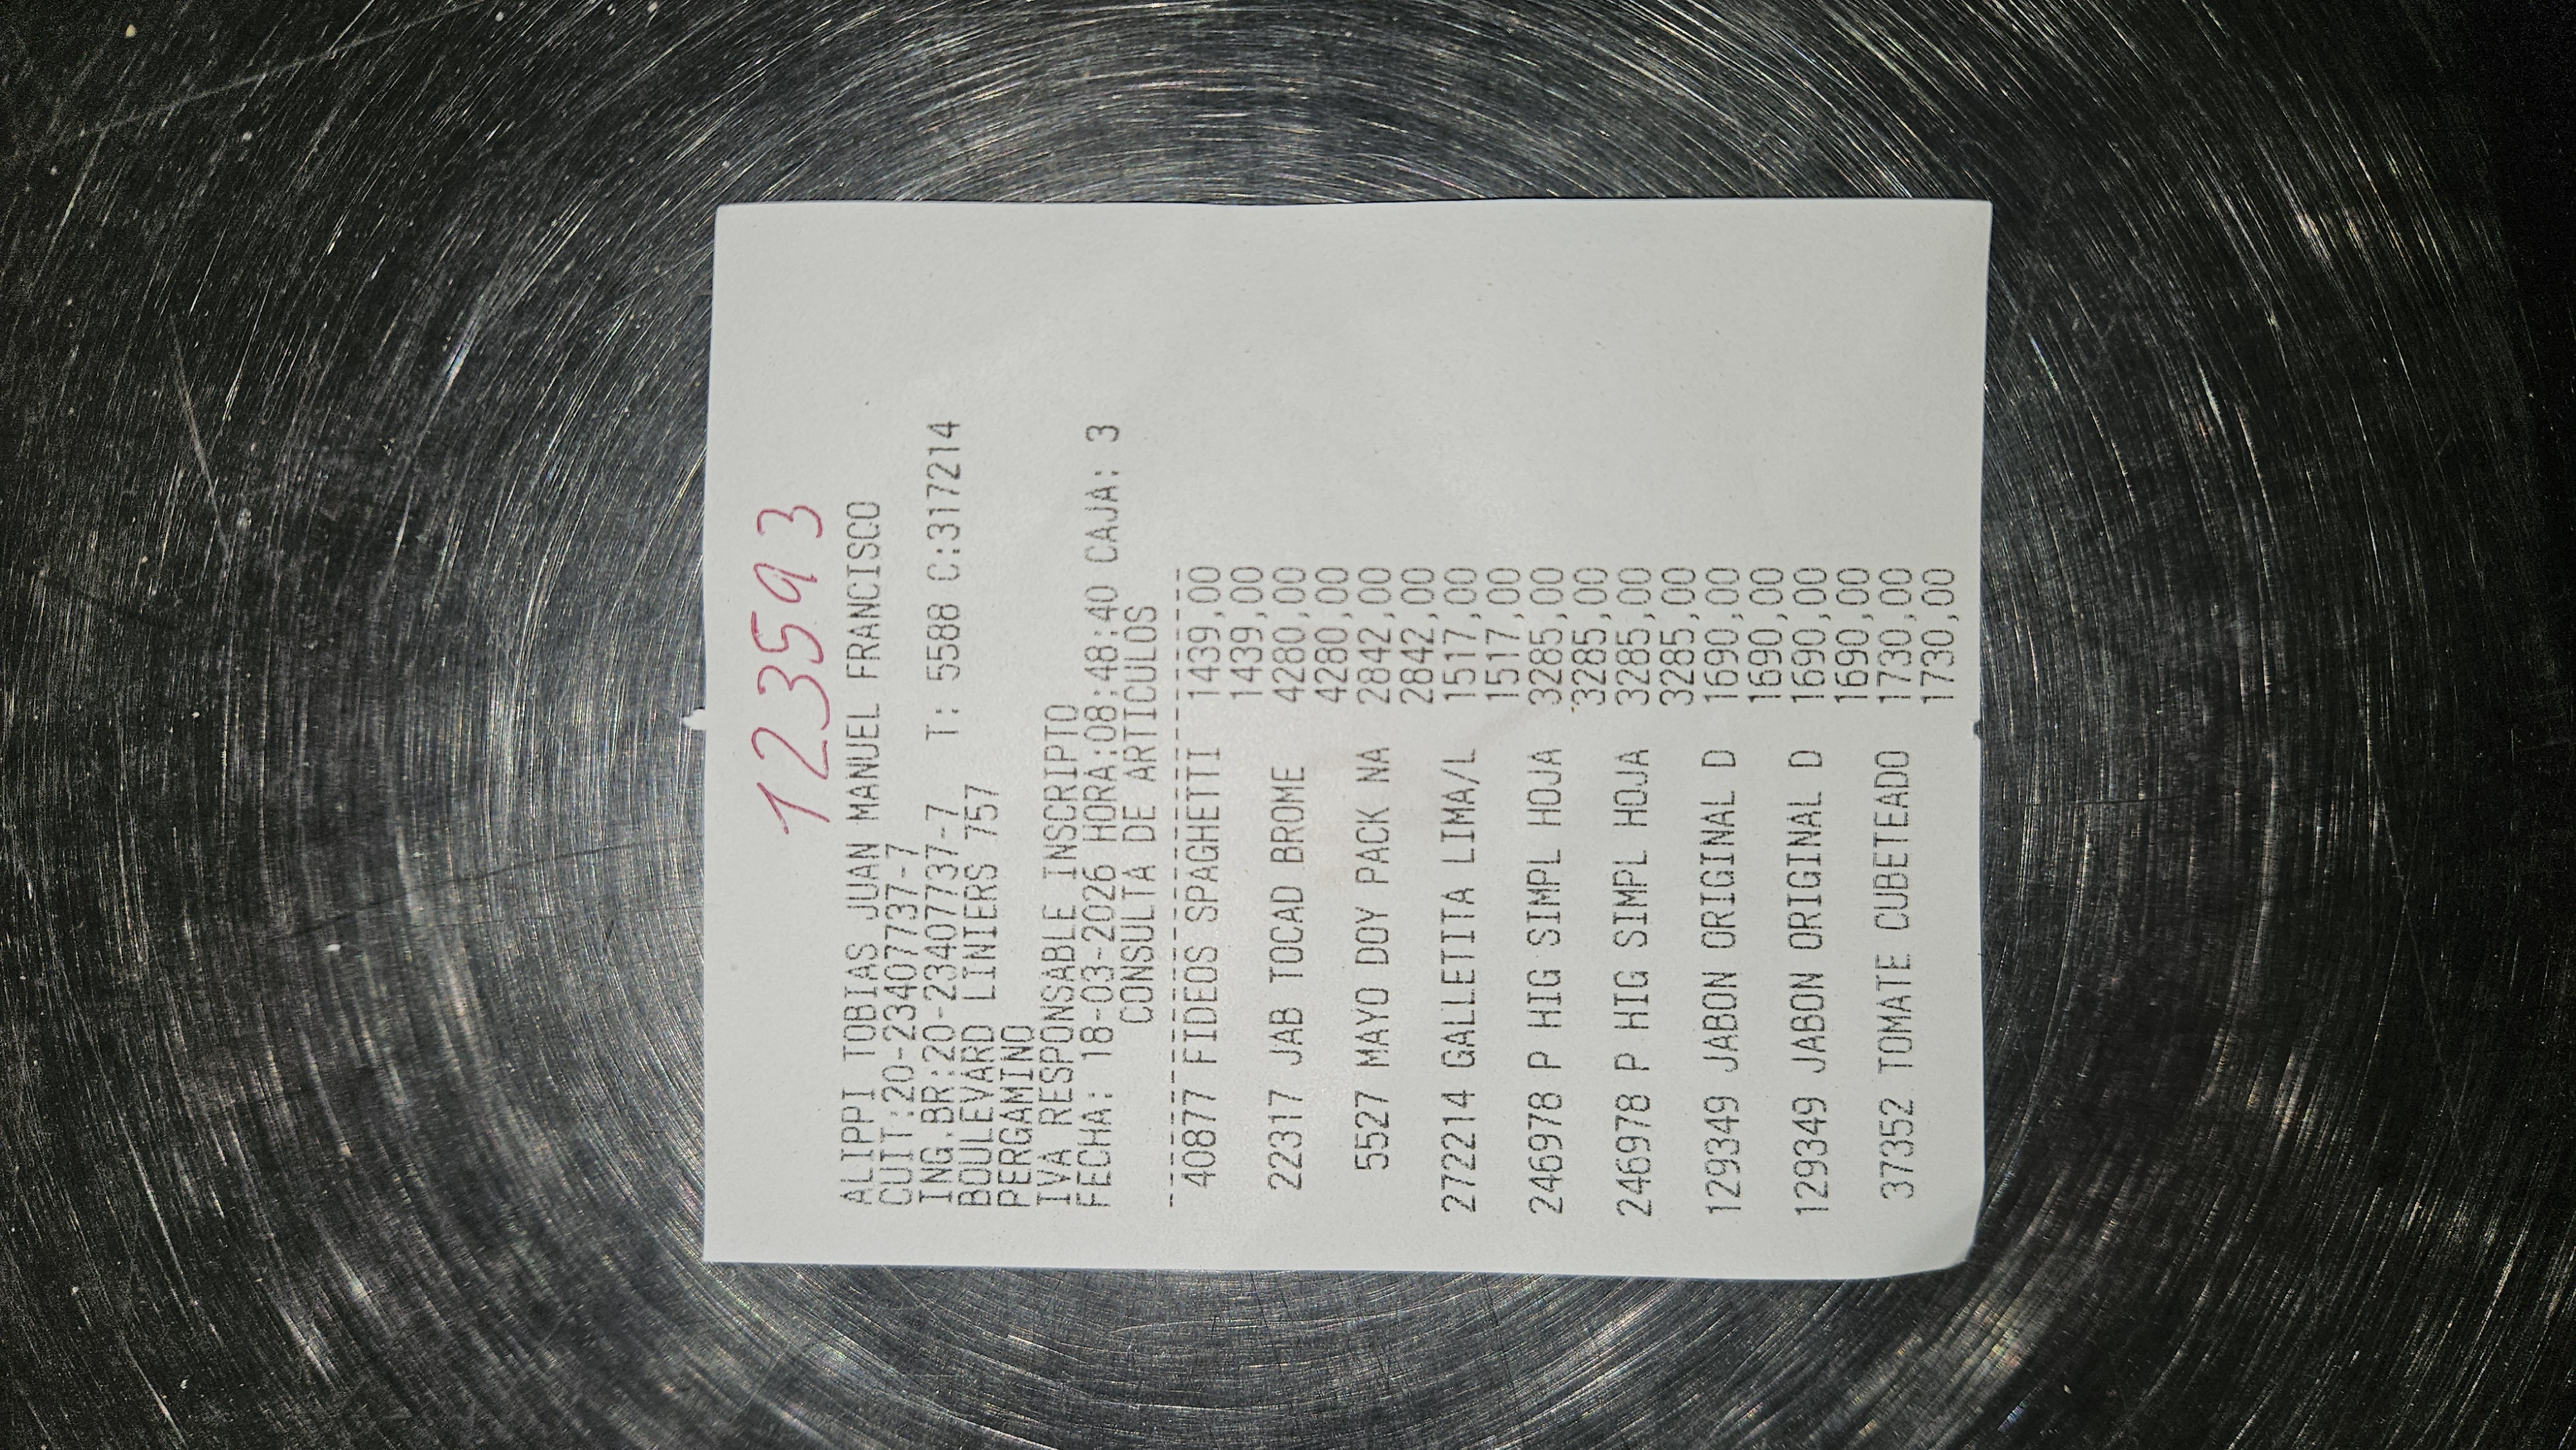 123593
ALIPPI TOBIAS JUAN MANUEL FRANCISCO
CUIT:20-23407737-7
ING.BR:20-23407737-7 T: 5588 C:317214
BOULEVARD LINIERS 757
PERGAMINO
IVA RESPONSABLE INSCRIPTO
FECHA: 18-03-2026 HORA:08:48:40 CAJA: 3
CONSULTA DE ARTICULOS
40877 FIDEOS SPAGHETTI 1439,00
1439,00
22317 JAB TOCAD BROME 4280,00
4280,00
5527 MAYO DOY PACK NA 2842,00
2842,00
272214 GALLETITA LIMA/L 1517,00
1517,00
246978 P HIG SIMPL HOJA 3285,00
3285,00
246978 P HIG SIMPL HOJA 3285,00
3285,00
129349 JABON ORIGINAL D 1690,00
1690,00
129349 JABON ORIGINAL D 1690,00
1690,00
37352 TOMATE CUBETEADO 1730,00
1730,00